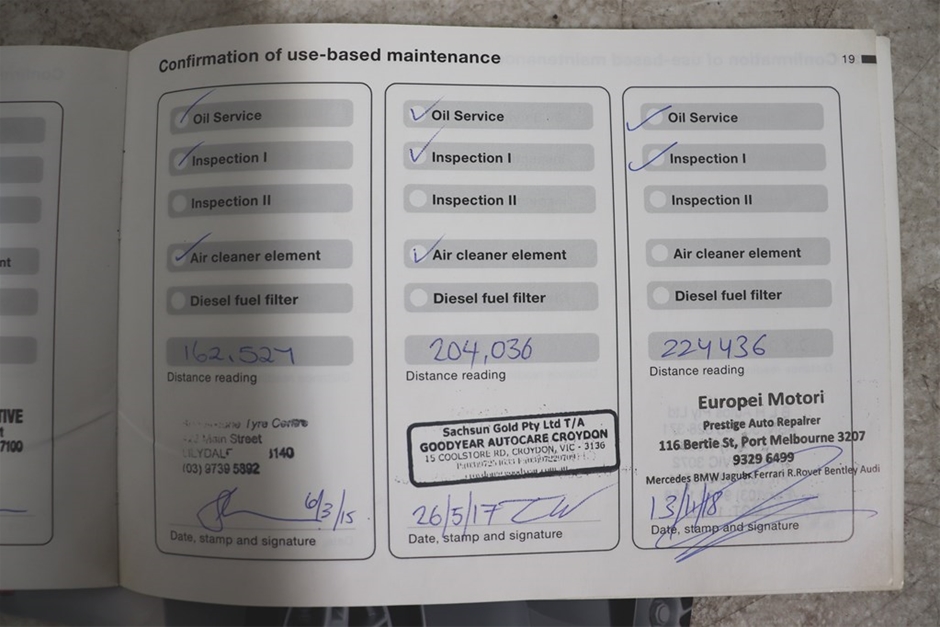 Confirmation of use-based maintenance
19
Oil Service
Inspection I
Inspection II
Air cleaner element
Diesel fuel filter
162,527
Distance reading
Tyre Centre
Main Street
LILYDALE
(03) 9739 5892
6/3/15
Date, stamp and signature
Oil Service
Inspection I
Inspection II
Air cleaner element
Diesel fuel filter
204,036
Distance reading
Sachsun Gold Pty Ltd T/A
GOODYEAR AUTOCARE CROYDON
15 COOLSTORE RD, CROYDON, VIC - 3136
26/5/17
Date, stamp and signature
Oil Service
Inspection I
Inspection II
Air cleaner element
Diesel fuel filter
224436
Distance reading
Europei Motori
Prestige Auto Repairer
116 Bertie St, Port Melbourne 3207
9329 6499
Mercedes BMW Jaguar Ferrari R.Rover Bentley Audi
Date, stamp and signature
nt
TIVE
t
7100